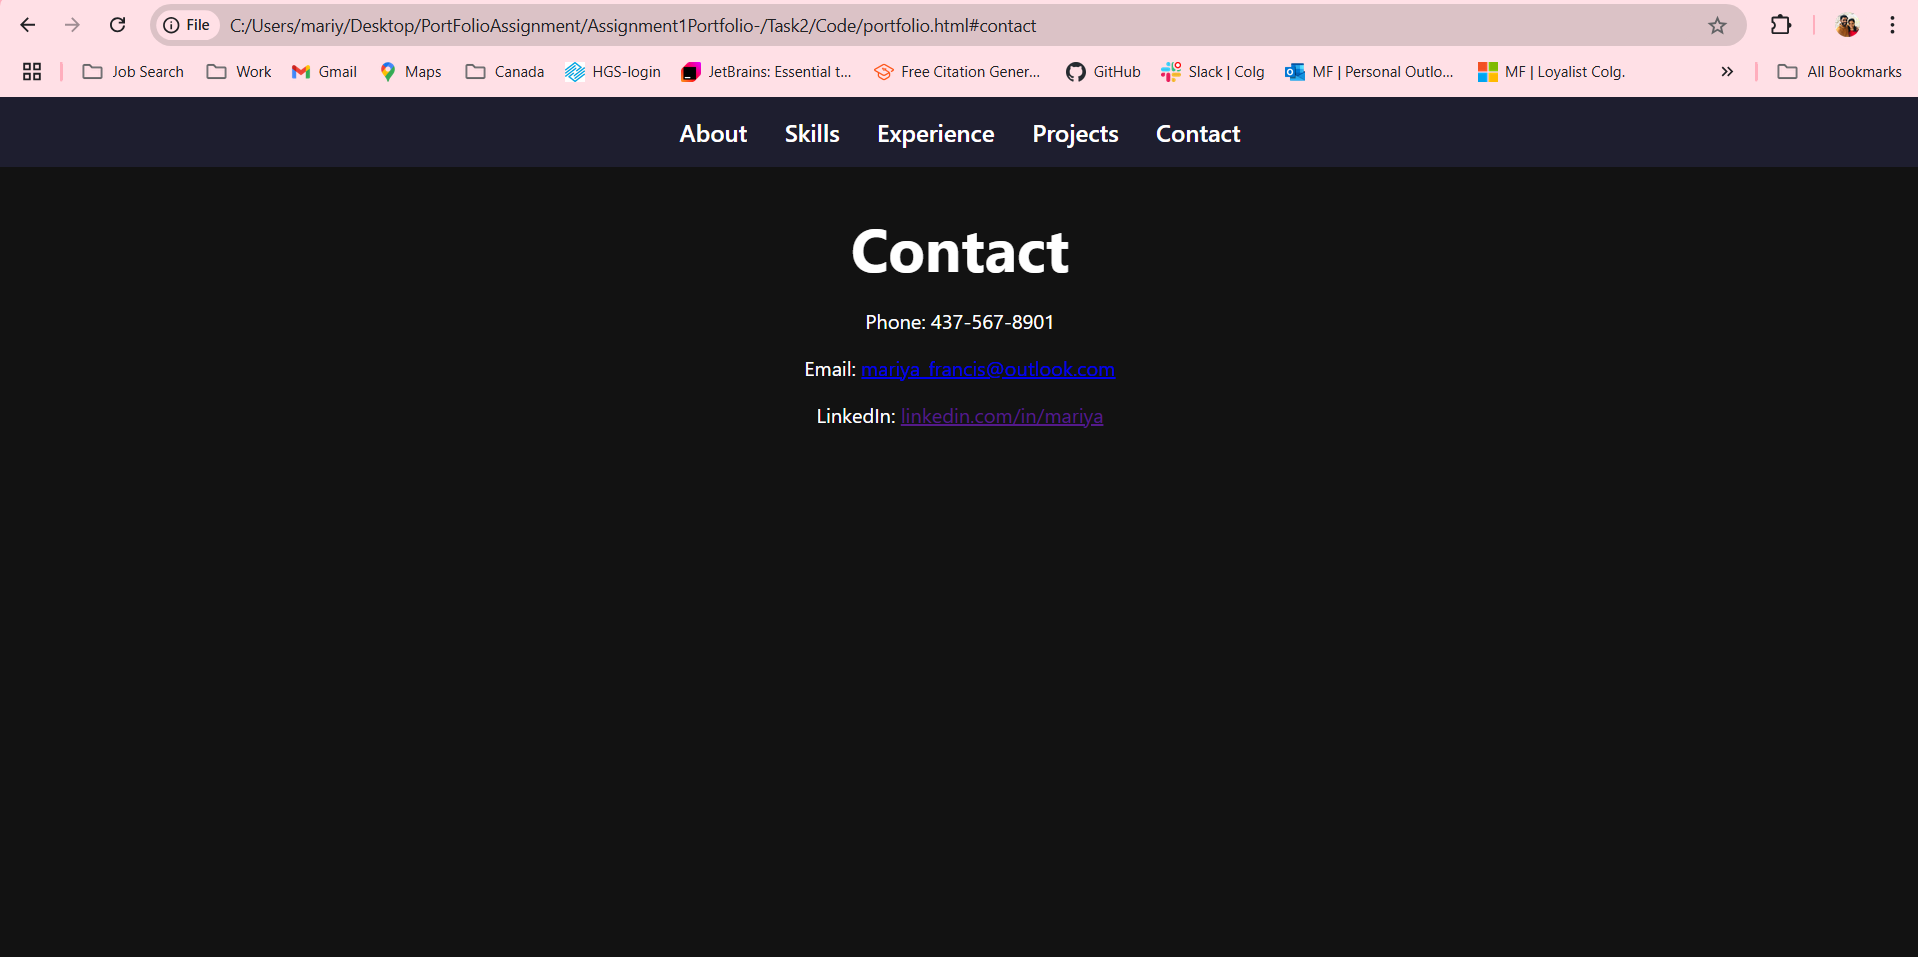 File C:/Users/mariy/Desktop/PortFolioAssignment/Assignment1Portfolio-/Task2/Code/portfolio.html#contact
Job Search Work Gmail Maps Canada HGS-login JetBrains: Essential t... Free Citation Gener... GitHub Slack | Colg MF | Personal Outlo... MF | Loyalist Colg. » All Bookmarks
About Skills Experience Projects Contact
Contact
Phone: 437-567-8901
Email: mariya_francis@outlook.com
LinkedIn: linkedin.com/in/mariya